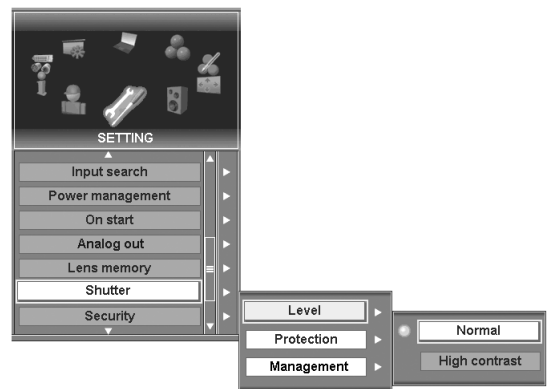 SETTING
Input search
Power management
On start
Analog out
Lens memory
Shutter
Security
Level
Protection
Management
Normal
High contrast